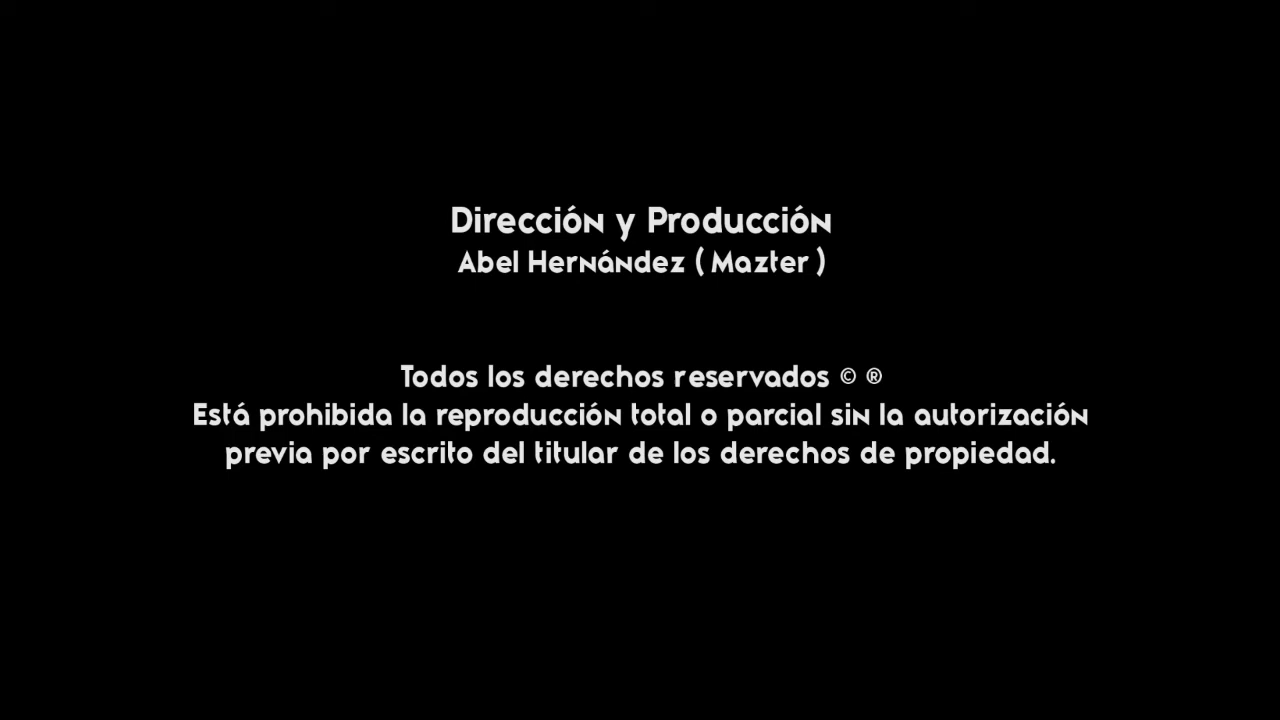 Dirección y Producción
Abel Hernández ( Mazter )
Todos los derechos reservados © ®
Está prohibida la reproducción total o parcial sin la autorización
previa por escrito del titular de los derechos de propiedad.